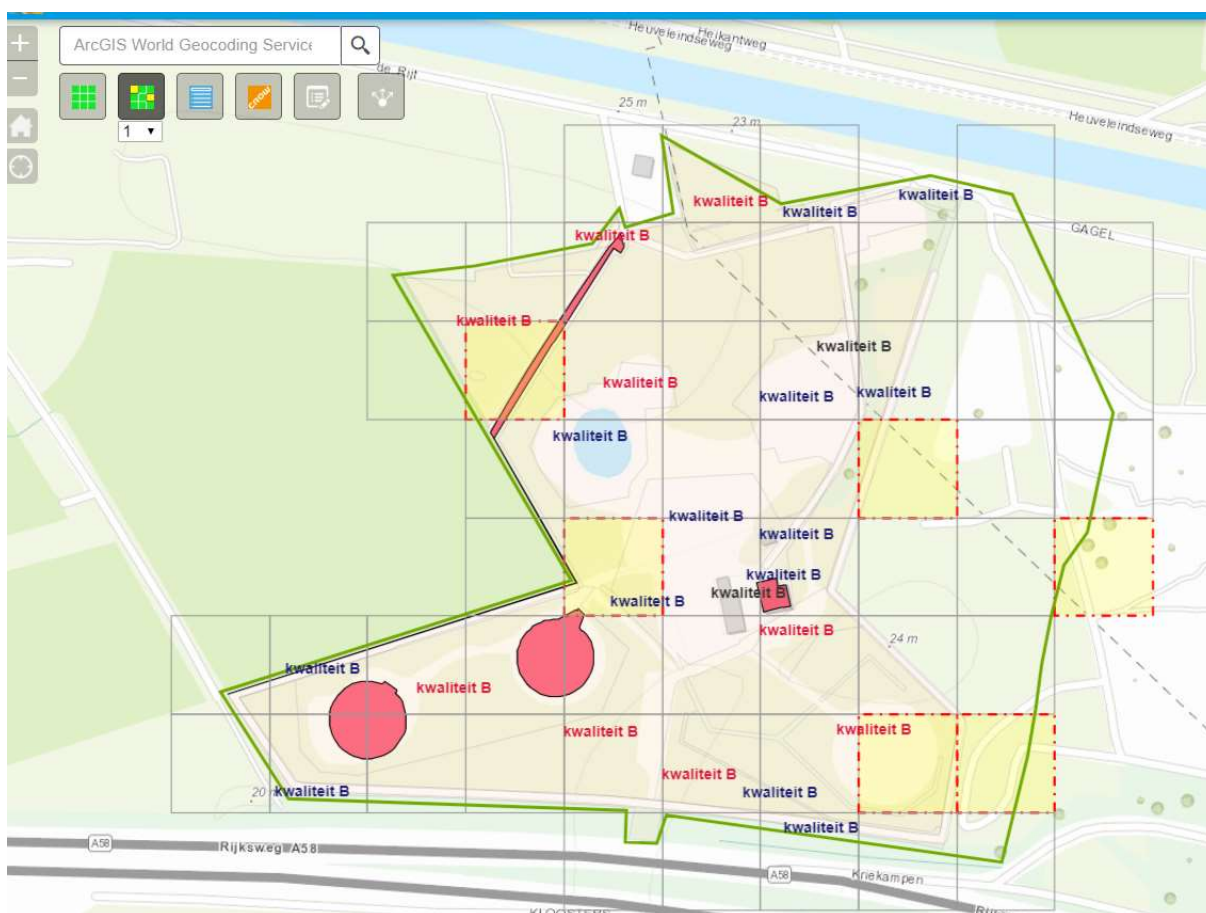 Heuveleindseweg
Heikantweg
ArcGIS World Geocoding Service
de Rijt
25 m
crow
23 m
Heuveleindseweg
1
kwaliteit B
kwaliteit B
kwaliteit B
GAGEL
kwaliteit B
kwaliteit B
kwaliteit B
kwaliteit B
kwaliteit B
kwaliteit B
kwaliteit B
kwaliteit B
kwaliteit B
kwaliteit B
kwaliteit B
kwaliteit B
kwaliteit B
24 m
kwaliteit B
kwaliteit B
kwaliteit B
kwaliteit B
kwaliteit B
20 m
kwaliteit B
kwaliteit B
kwaliteit B
A58
Rijksweg A58
A58
Kriekampen